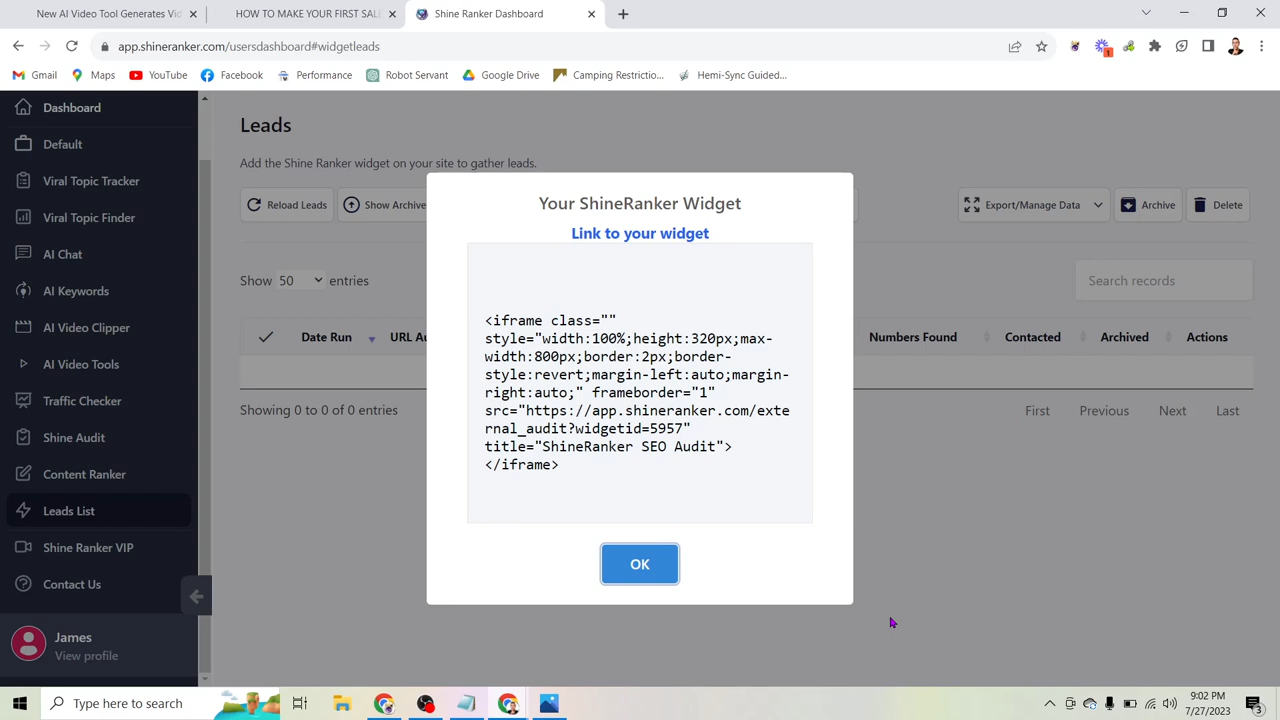 New AI Video Tool Generates Vi
HOW TO MAKE YOUR FIRST SAL
Shine Ranker Dashboard
app.shineranker.com/usersdashboard#widgetleads
1
Gmail
Maps
YouTube
Facebook
Performance
Robot Servant
Google Drive
Camping Restrictio...
Hemi-Sync Guided...
Dashboard
Default
Viral Topic Tracker
Viral Topic Finder
AI Chat
AI Keywords
AI Video Clipper
AI Video Tools
Traffic Checker
Shine Audit
Content Ranker
Leads List
Shine Ranker VIP
Contact Us
James
View profile
Leads
Add the Shine Ranker widget on your site to gather leads.
Reload Leads
Show Archive
Export/Manage Data
Archive
Delete
Show 50 entries
Search records
Date Run
URL Au
Numbers Found
Contacted
Archived
Actions
Showing 0 to 0 of 0 entries
First
Previous
Next
Last
Your ShineRanker Widget
Link to your widget
<iframe class=""
style="width:100%;height:320px;max-
width:800px;border:2px;border-
style:revert;margin-left:auto;margin-
right:auto;" frameborder="1"
src="https://app.shineranker.com/exte
rnal_audit?widgetid=5957"
title="ShineRanker SEO Audit">
</iframe>
OK
Type here to search
9:02 PM
7/27/2023
3